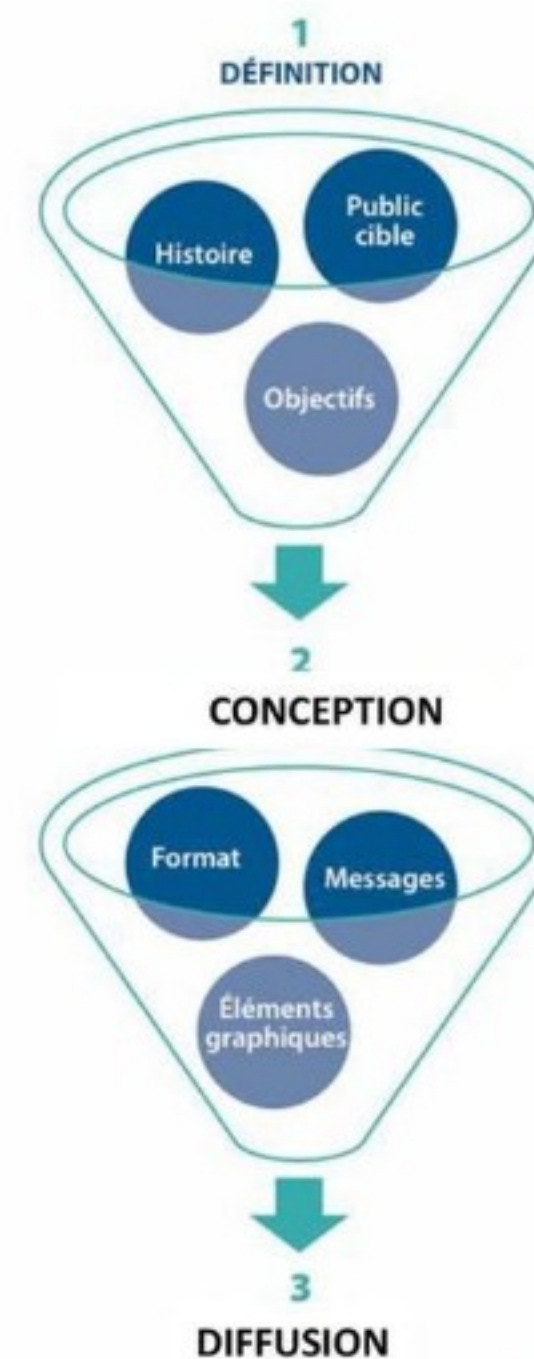 1
DÉFINITION
Histoire
Public
cible
Objectifs
2
CONCEPTION
Format
Messages
Éléments
graphiques
3
DIFFUSION